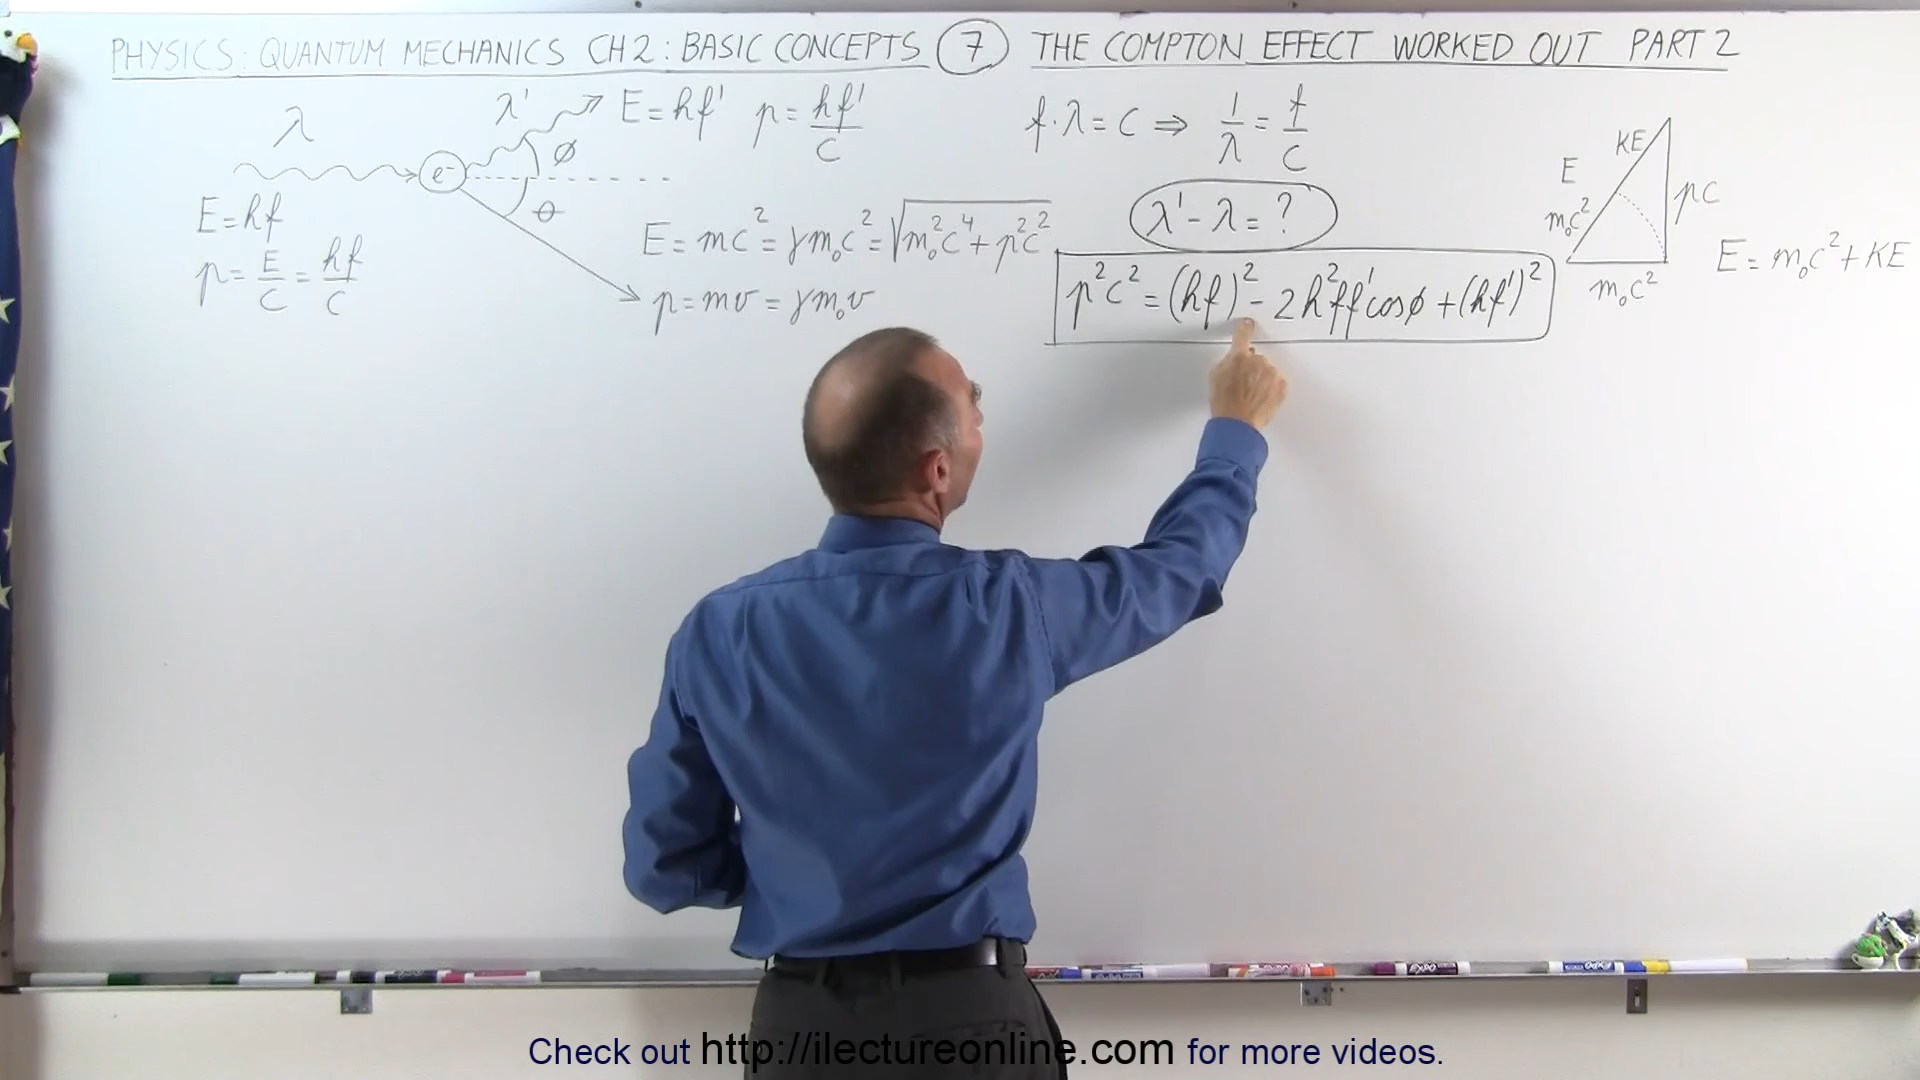 PHYSICS: QUANTUM MECHANICS CH2: BASIC CONCEPTS 7 THE COMPTON EFFECT WORKED OUT PART 2
λ
λ'
E = hf'
p = hf'/c
ϕ
e⁻
θ
E = hf
p = E/c = hf/c
E = mc² = γm₀c² = √(m₀²c⁴ + p²c²)
p = mv = γm₀v
f·λ = c ⇒ 1/λ = f/c
λ' - λ = ?
p²c² = (hf)² - 2h²ff'cosϕ + (hf')²
KE
E
m₀c²
pc
m₀c²
E = m₀c² + KE
EXPO
Check out http://ilectureonline.com for more videos.